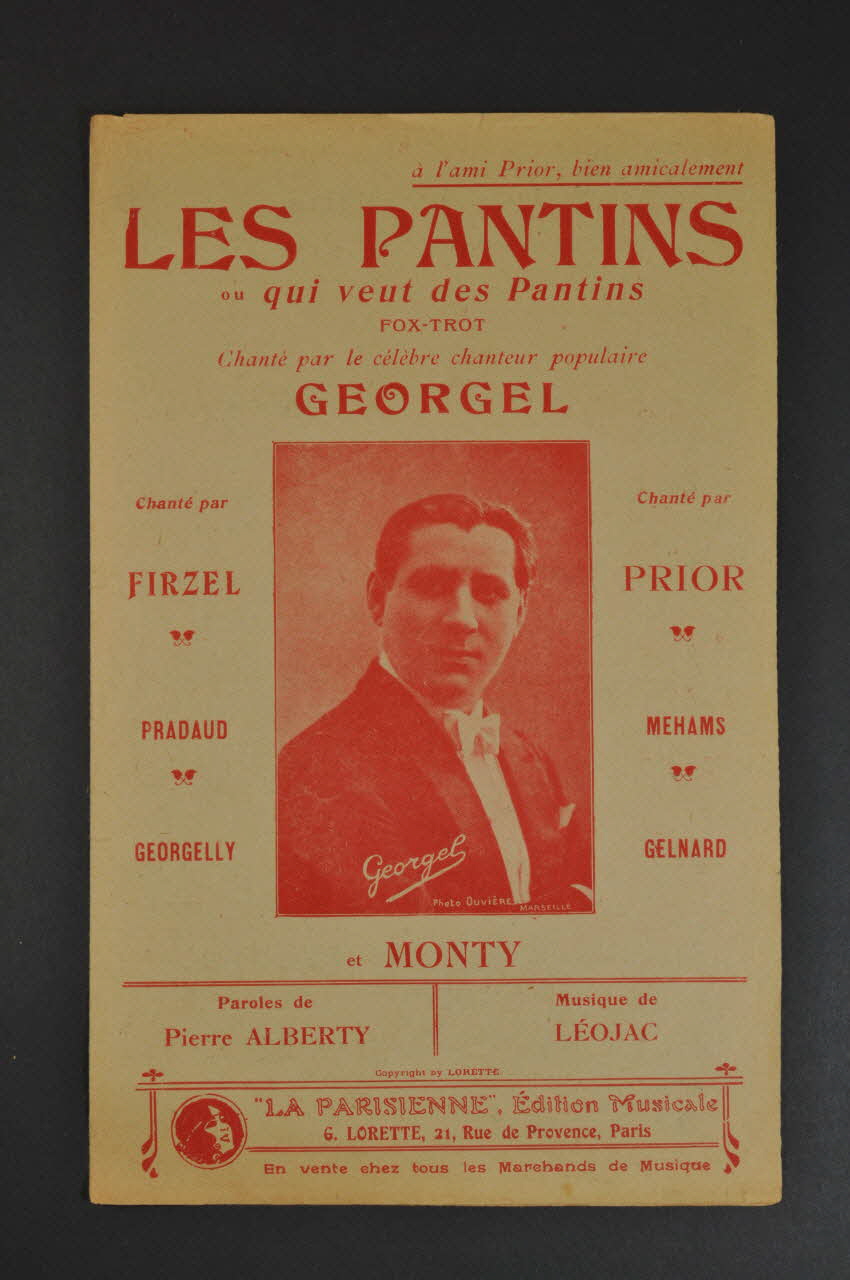 à l'ami Prior, bien amicalement
LES PANTINS
ou qui veut des Pantins
FOX-TROT
Chanté par le célèbre chanteur populaire
GEORGEL
Chanté par
FIRZEL
PRADAUD
GEORGELLY
Chanté par
PRIOR
MEHAMS
GELNARD
Georgel
Photo OUVIÈRE
MARSEILLE
et MONTY
Paroles de
Pierre ALBERTY
Musique de
LÉOJAC
Copyright by LORETTE
"LA PARISIENNE", Édition Musicale
G. LORETTE, 21, Rue de Provence, Paris
En vente chez tous les Marchands de Musique